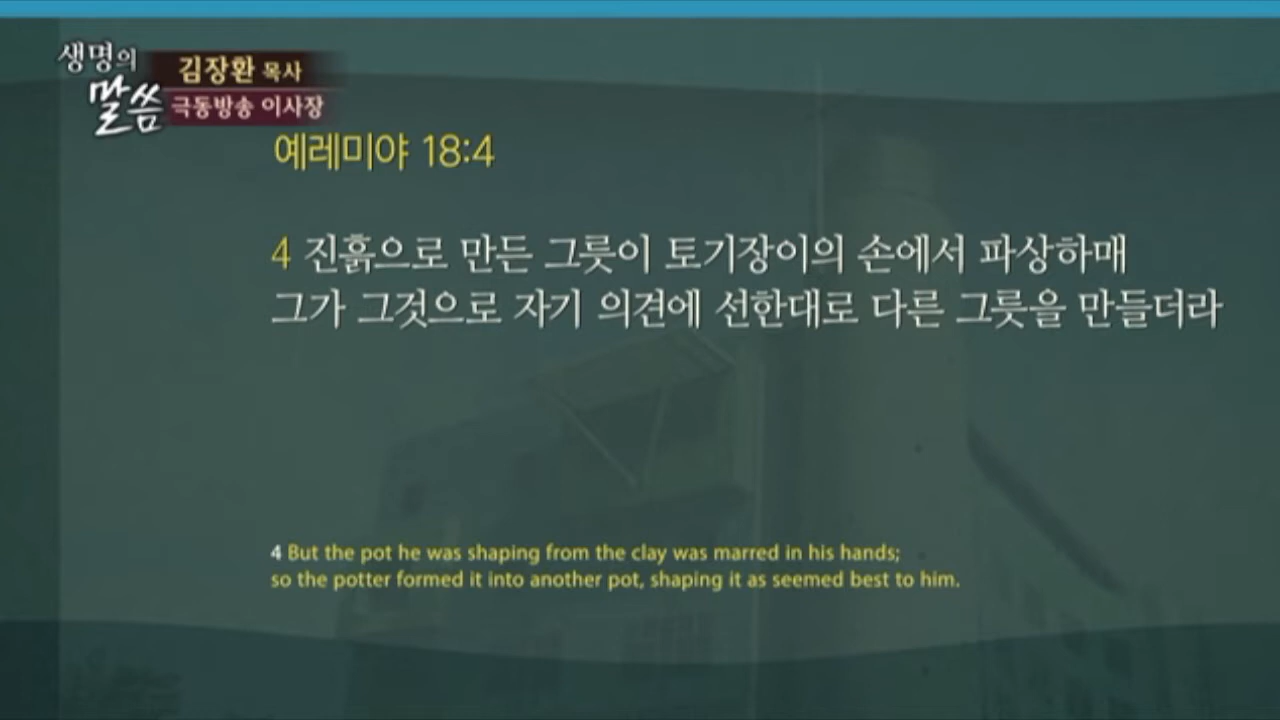 생명의
말씀
김장환 목사
극동방송 이사장
예레미야 18:4
4 진흙으로 만든 그릇이 토기장이의 손에서 파상하매
그가 그것으로 자기 의견에 선한대로 다른 그릇을 만들더라
4 But the pot he was shaping from the clay was marred in his hands;
so the potter formed it into another pot, shaping it as seemed best to him.